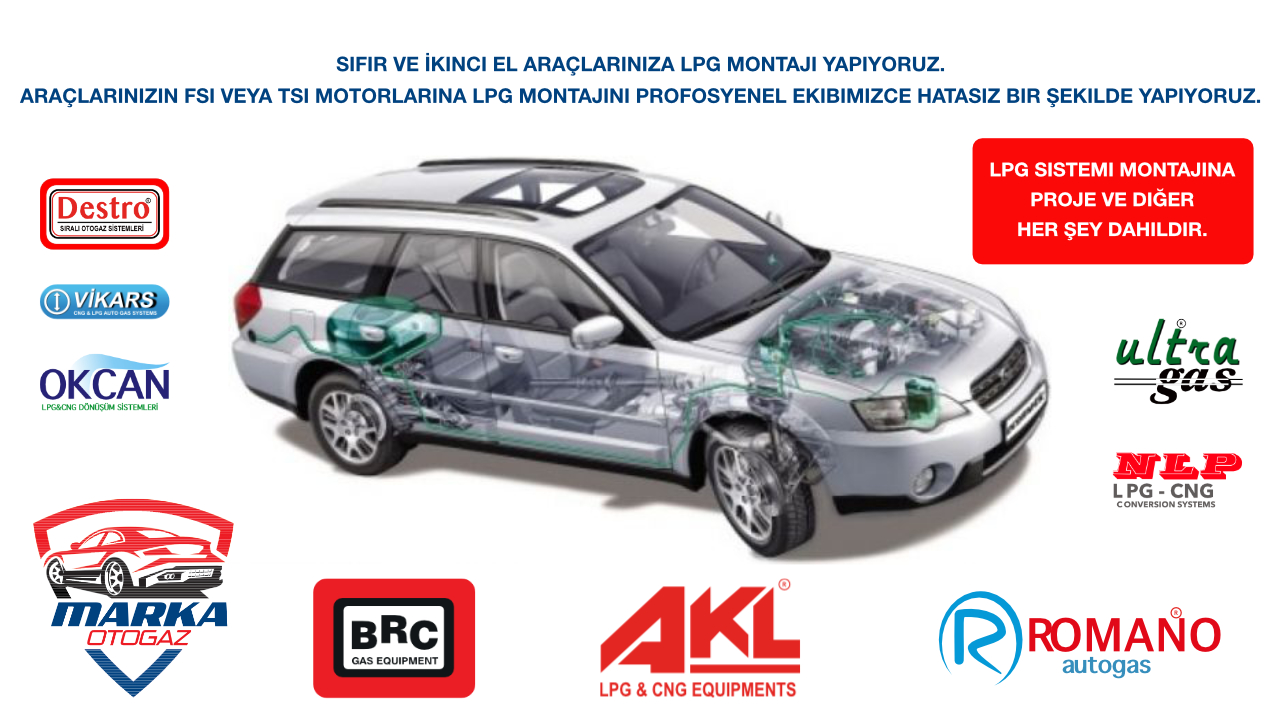 SIFIR VE İKINCI EL ARAÇLARINIZA LPG MONTAJI YAPIYORUZ.
ARAÇLARINIZIN FSI VEYA TSI MOTORLARINA LPG MONTAJINI PROFOSYENEL EKIBIMIZCE HATASIZ BIR ŞEKILDE YAPIYORUZ.
LPG SISTEMI MONTAJINA
PROJE VE DIĞER
HER ŞEY DAHILDIR.
Destro®
SIRALI OTOGAZ SİSTEMLERİ
VİKARS
CNG & LPG AUTO GAS SYSTEMS
OKCAN
LPG&CNG DÖNÜŞÜM SİSTEMLERİ
ultra®
gas
NLP
LPG - CNG
CONVERSION SYSTEMS
MARKA
OTOGAZ
BRC
GAS EQUIPMENT
AKL®
LPG & CNG EQUIPMENTS
R ROMANO®
autogas